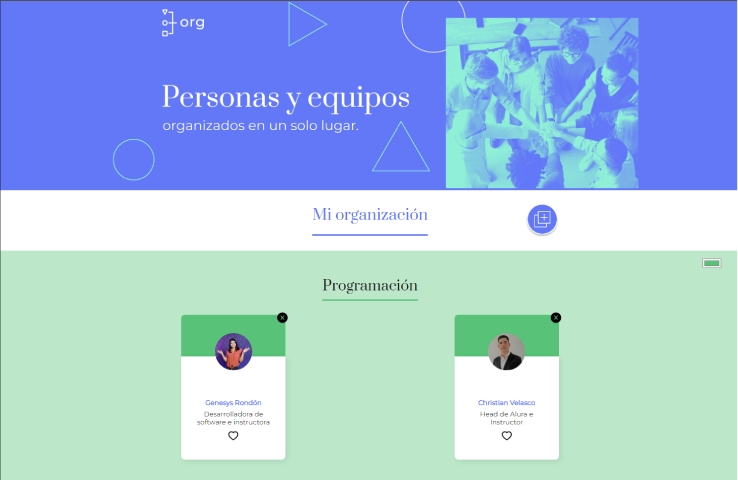 org
Personas y equipos
organizados en un solo lugar.
Mi organización
Programación
Genesys Rondón
Desarrolladora de
software e instructora
Christian Velasco
Head de Alura e
Instructor